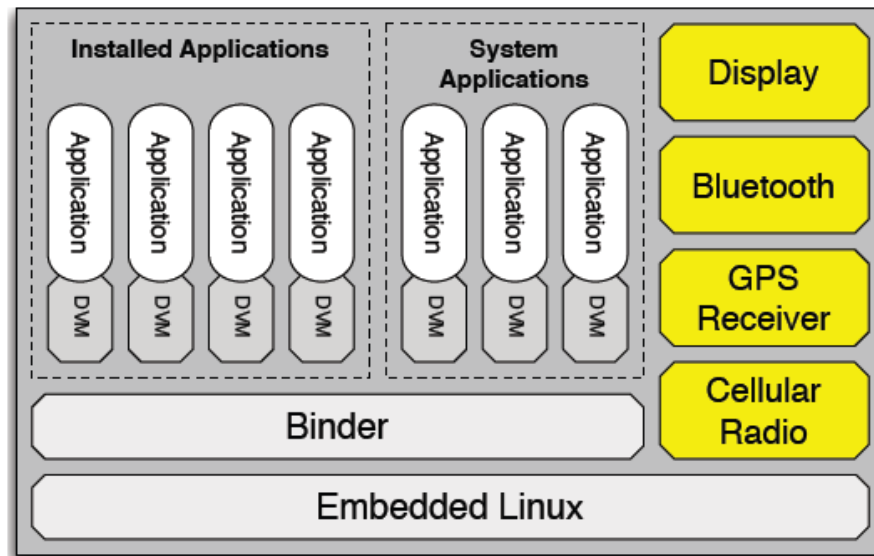 Installed Applications
Application
DVM
Application
DVM
Application
DVM
Application
DVM
System
Applications
Application
DVM
Application
DVM
Application
DVM
Display
Bluetooth
GPS
Receiver
Cellular
Radio
Binder
Embedded Linux